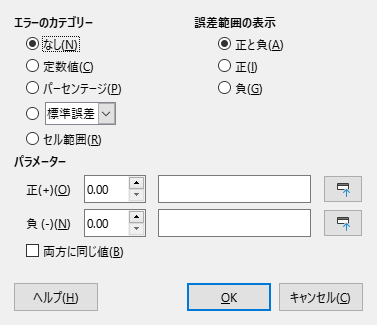 エラーのカテゴリー
なし(N)
定数値(C)
パーセンテージ(P)
標準誤差
セル範囲(R)
誤差範囲の表示
正と負(A)
正(I)
負(G)
パラメーター
正(+)(O) 0.00
負 (-)(N) 0.00
両方に同じ値(B)
ヘルプ(H) OK キャンセル(C)